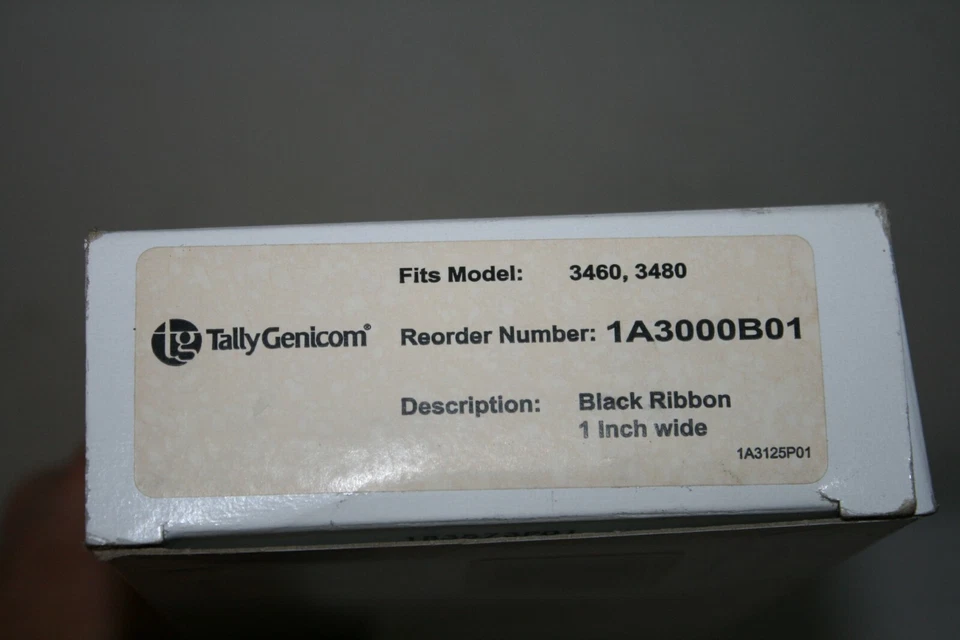 Fits Model: 3460, 3480
tg TallyGenicom®
Reorder Number: 1A3000B01
Description: Black Ribbon
1 Inch wide
1A3125P01